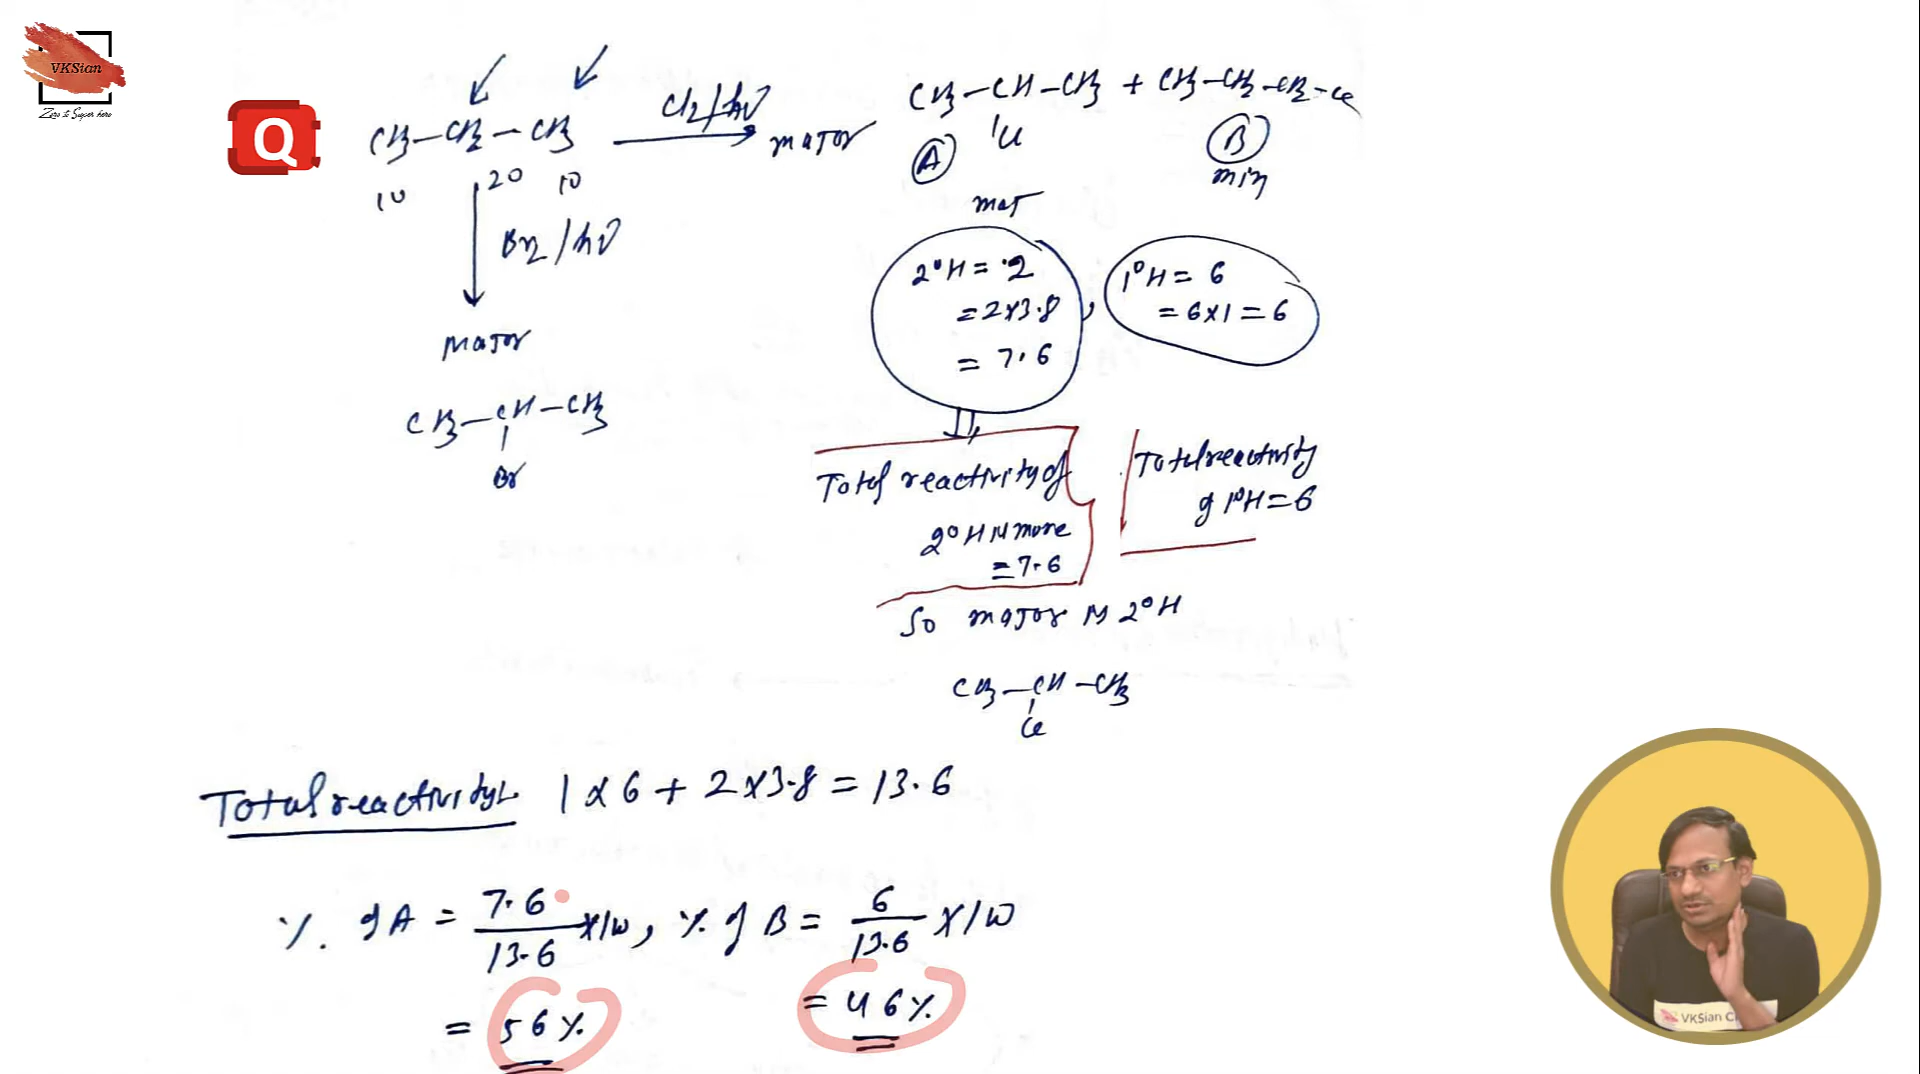 VKSian
Zero to Super hero
Q
CH3–CH2–CH3
1° 2° 1°
Cl2/hν
major
CH3–CH–CH3 + CH3–CH2–CH2–Cl
Cl
A
B
min
Br2/hν
major
CH3–CH–CH3
Br
2°H = 2
= 2×3.8
= 7.6
,
1°H = 6
= 6×1 = 6
Total reactivity of
2°H is more
= 7.6
Total reactivity
of 1°H = 6
So major is 2°H
CH3–CH–CH3
Cl
Total reactivity 1×6 + 2×3.8 = 13.6
% of A = 7.6/13.6 ×100, % of B = 6/13.6 ×100
= 56% = 46%
VKSian C